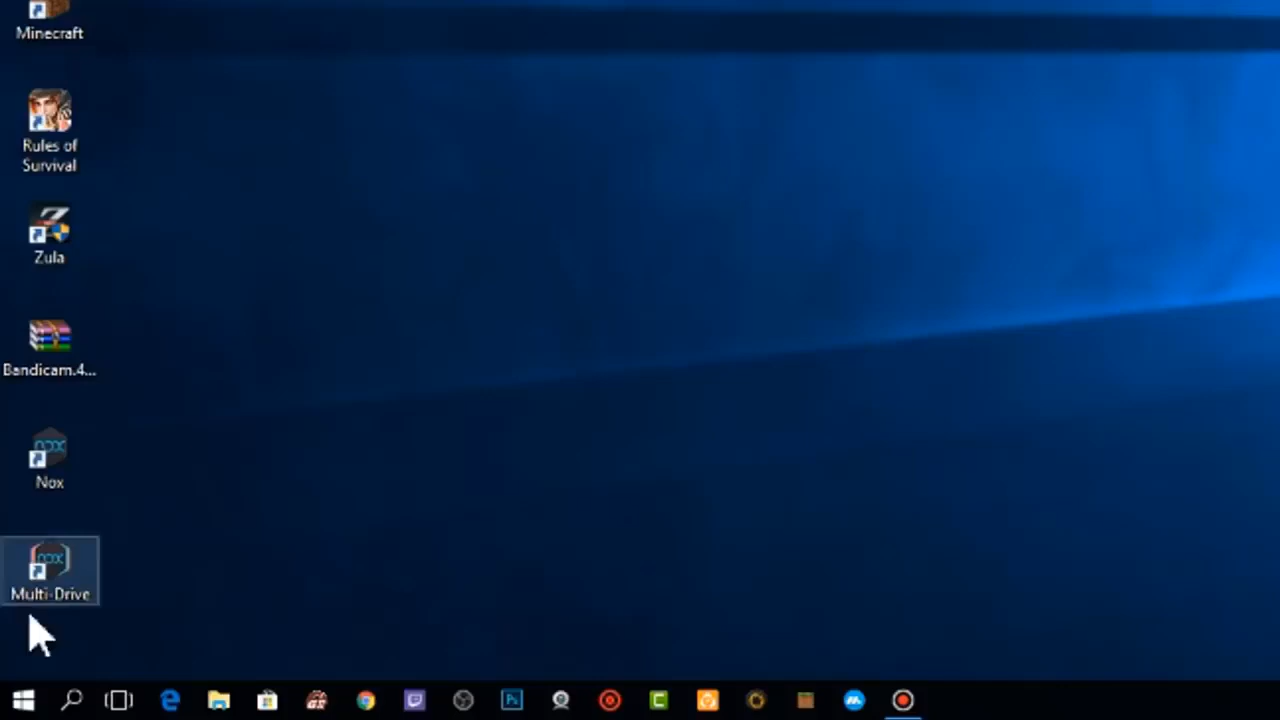 Minecraft
Rules of
Survival
Zula
Bandicam.4...
Nox
Multi-Drive